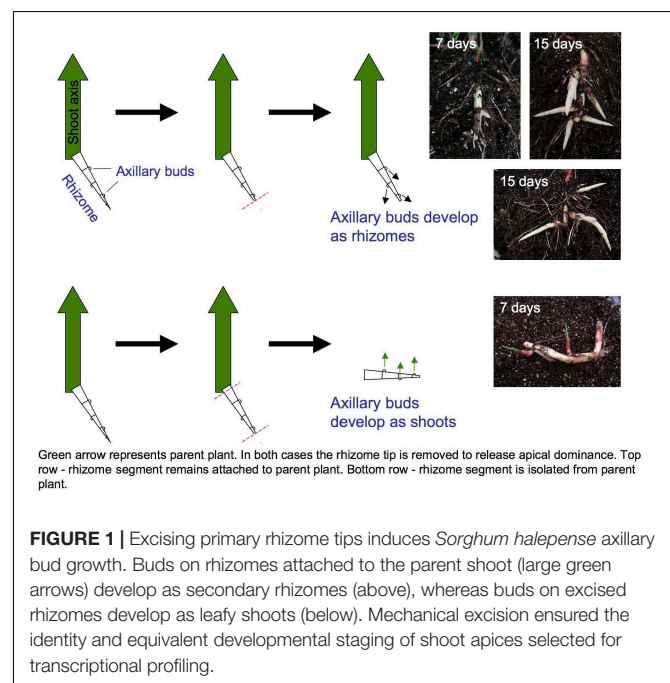 7 days
15 days
Shoot axis
Axillary buds
Rhizome
Axillary buds develop
as rhizomes
15 days
7 days
Axillary buds
develop as shoots
Green arrow represents parent plant. In both cases the rhizome tip is removed to release apical dominance. Top
row - rhizome segment remains attached to parent plant. Bottom row - rhizome segment is isolated from parent
plant.
FIGURE 1 | Excising primary rhizome tips induces Sorghum halepense axillary
bud growth. Buds on rhizomes attached to the parent shoot (large green
arrows) develop as secondary rhizomes (above), whereas buds on excised
rhizomes develop as leafy shoots (below). Mechanical excision ensured the
identity and equivalent developmental staging of shoot apices selected for
transcriptional profiling.